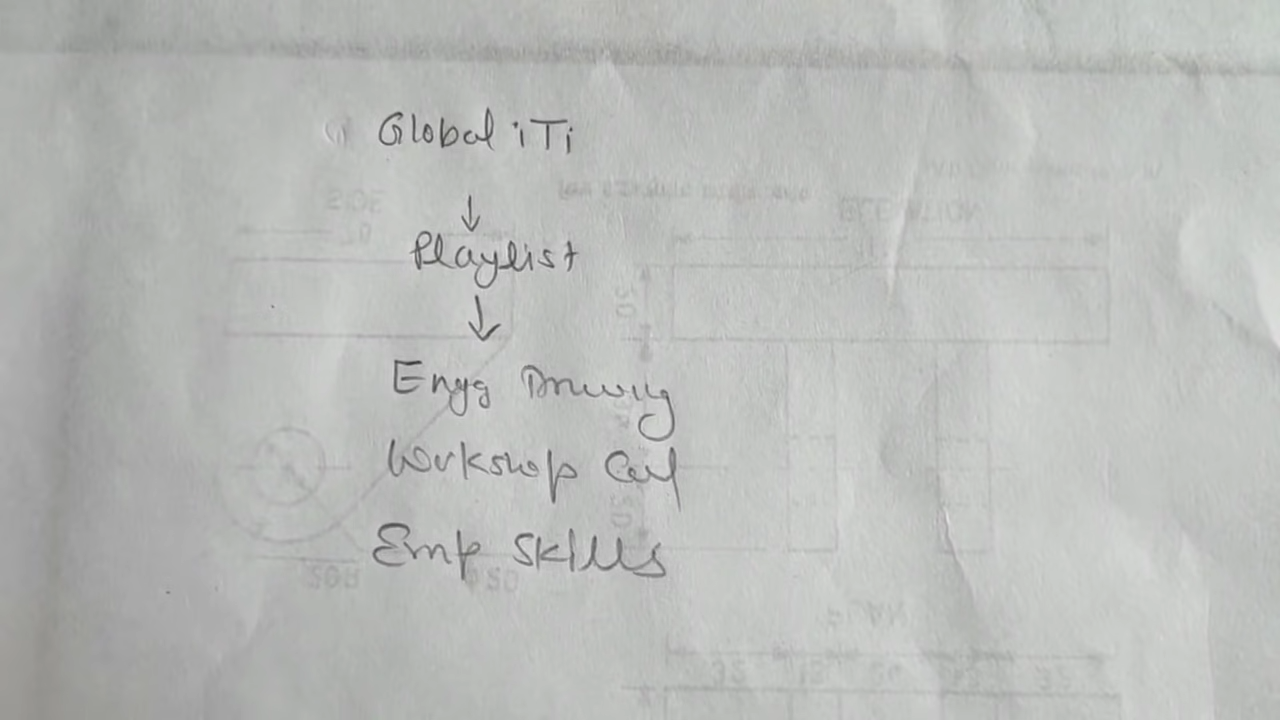 Global iTi
↓
Playlist
↓
Engg Drawing
Workshop Cal
Emp Skills